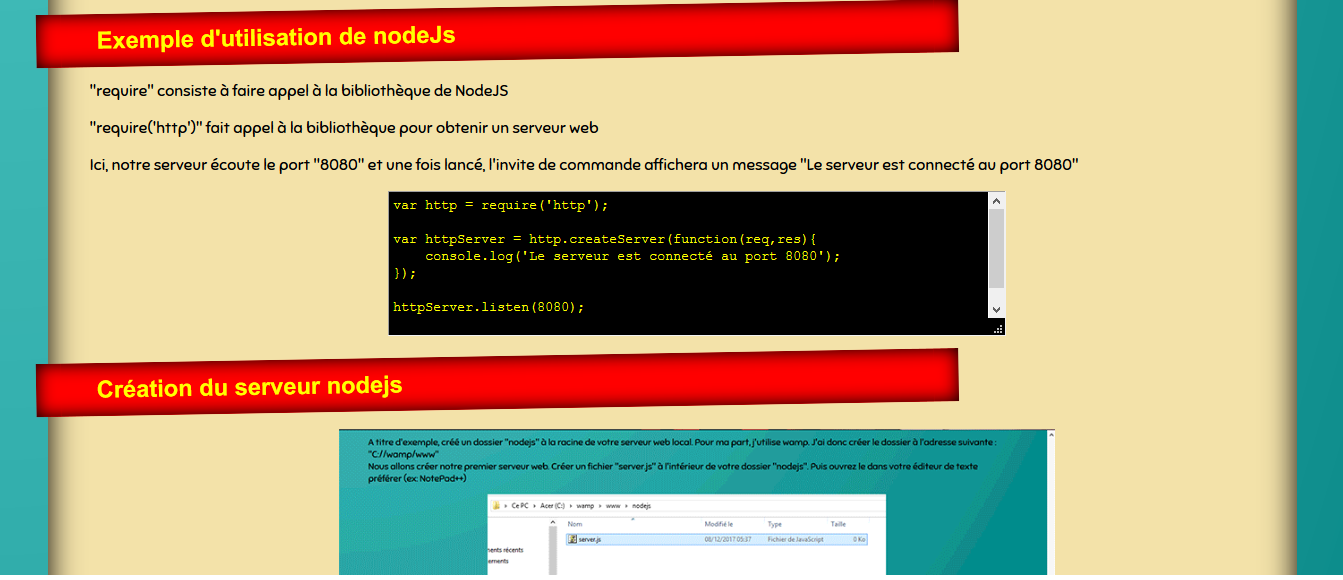 Exemple d'utilisation de nodeJs
"require" consiste à faire appel à la bibliothèque de NodeJS
"require('http')" fait appel à la bibliothèque pour obtenir un serveur web
Ici, notre serveur écoute le port "8080" et une fois lancé, l'invite de commande affichera un message "Le serveur est connecté au port 8080"
var http = require('http');
var httpServer = http.createServer(function(req,res){
    console.log('Le serveur est connecté au port 8080');
});
httpServer.listen(8080);
Création du serveur nodejs
A titre d'exemple, créé un dossier "nodejs" à la racine de votre serveur web local. Pour ma part, j'utilise wamp. J'ai donc créer le dossier à l'adresse suivante :
"C://wamp/www"
Nous allons créer notre premier serveur web. Créer un fichier "server.js" à l'intérieur de votre dossier "nodejs". Puis ouvrez le dans votre éditeur de texte
préférer (ex: NotePad++)
Ce PC > Acer (C:) > wamp > www > nodejs
Nom Modifié le Type Taille
server.js 08/12/2017 05:37 Fichier de JavaScript 0 Ko
ments récents
ements